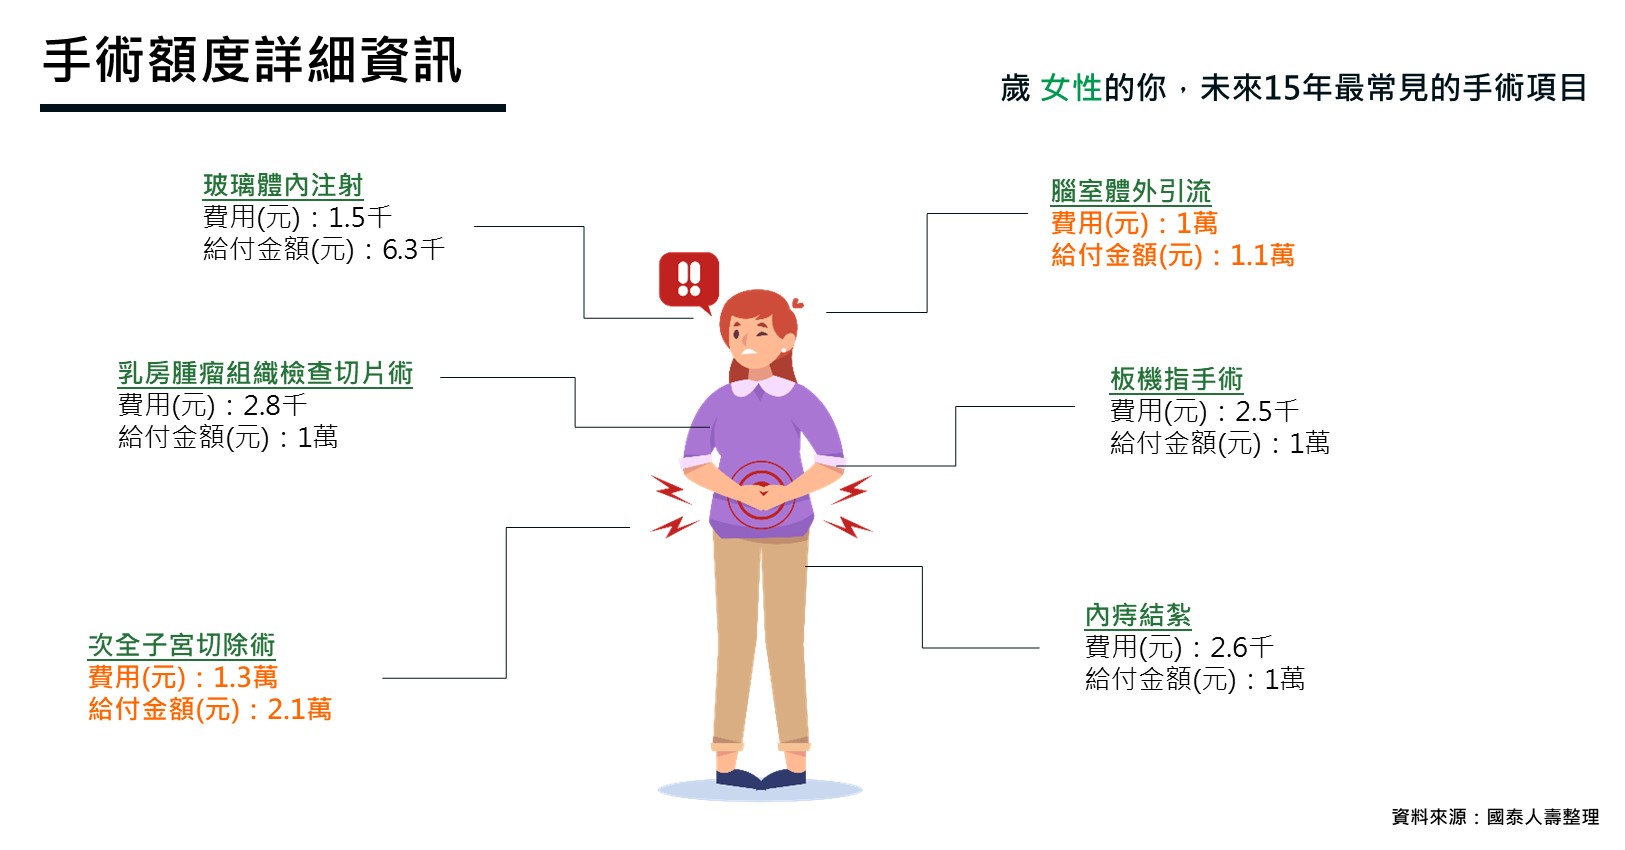 手術額度詳細資訊
歲 女性的你，未來15年最常見的手術項目
玻璃體內注射
費用(元)：1.5千
給付金額(元)：6.3千
腦室體外引流
費用(元)：1萬
給付金額(元)：1.1萬
乳房腫瘤組織檢查切片術
費用(元)：2.8千
給付金額(元)：1萬
板機指手術
費用(元)：2.5千
給付金額(元)：1萬
次全子宮切除術
費用(元)：1.3萬
給付金額(元)：2.1萬
內痔結紮
費用(元)：2.6千
給付金額(元)：1萬
資料來源：國泰人壽整理